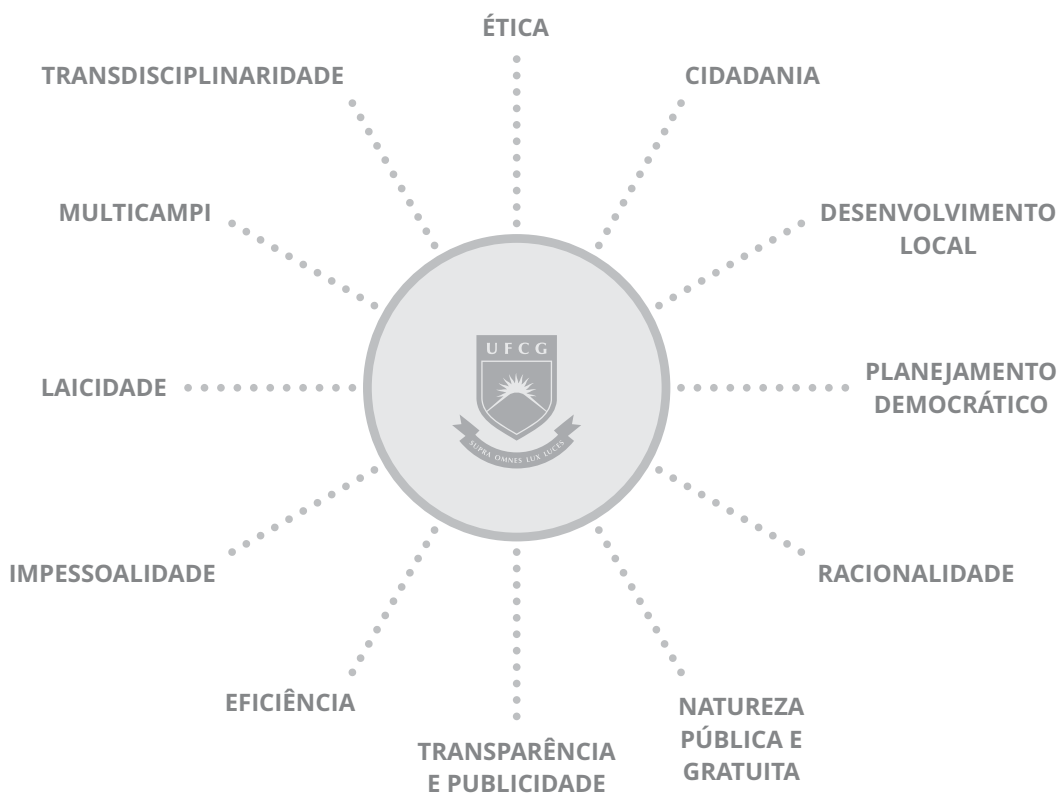 ÉTICA
TRANSDISCIPLINARIDADE
CIDADANIA
MULTICAMPI
DESENVOLVIMENTO
LOCAL
UFCG
LAICIDADE
PLANEJAMENTO
DEMOCRÁTICO
SUPRA OMNES LUX LUCES
IMPESSOALIDADE
RACIONALIDADE
EFICIÊNCIA
NATUREZA
PÚBLICA E
GRATUITA
TRANSPARÊNCIA
E PUBLICIDADE